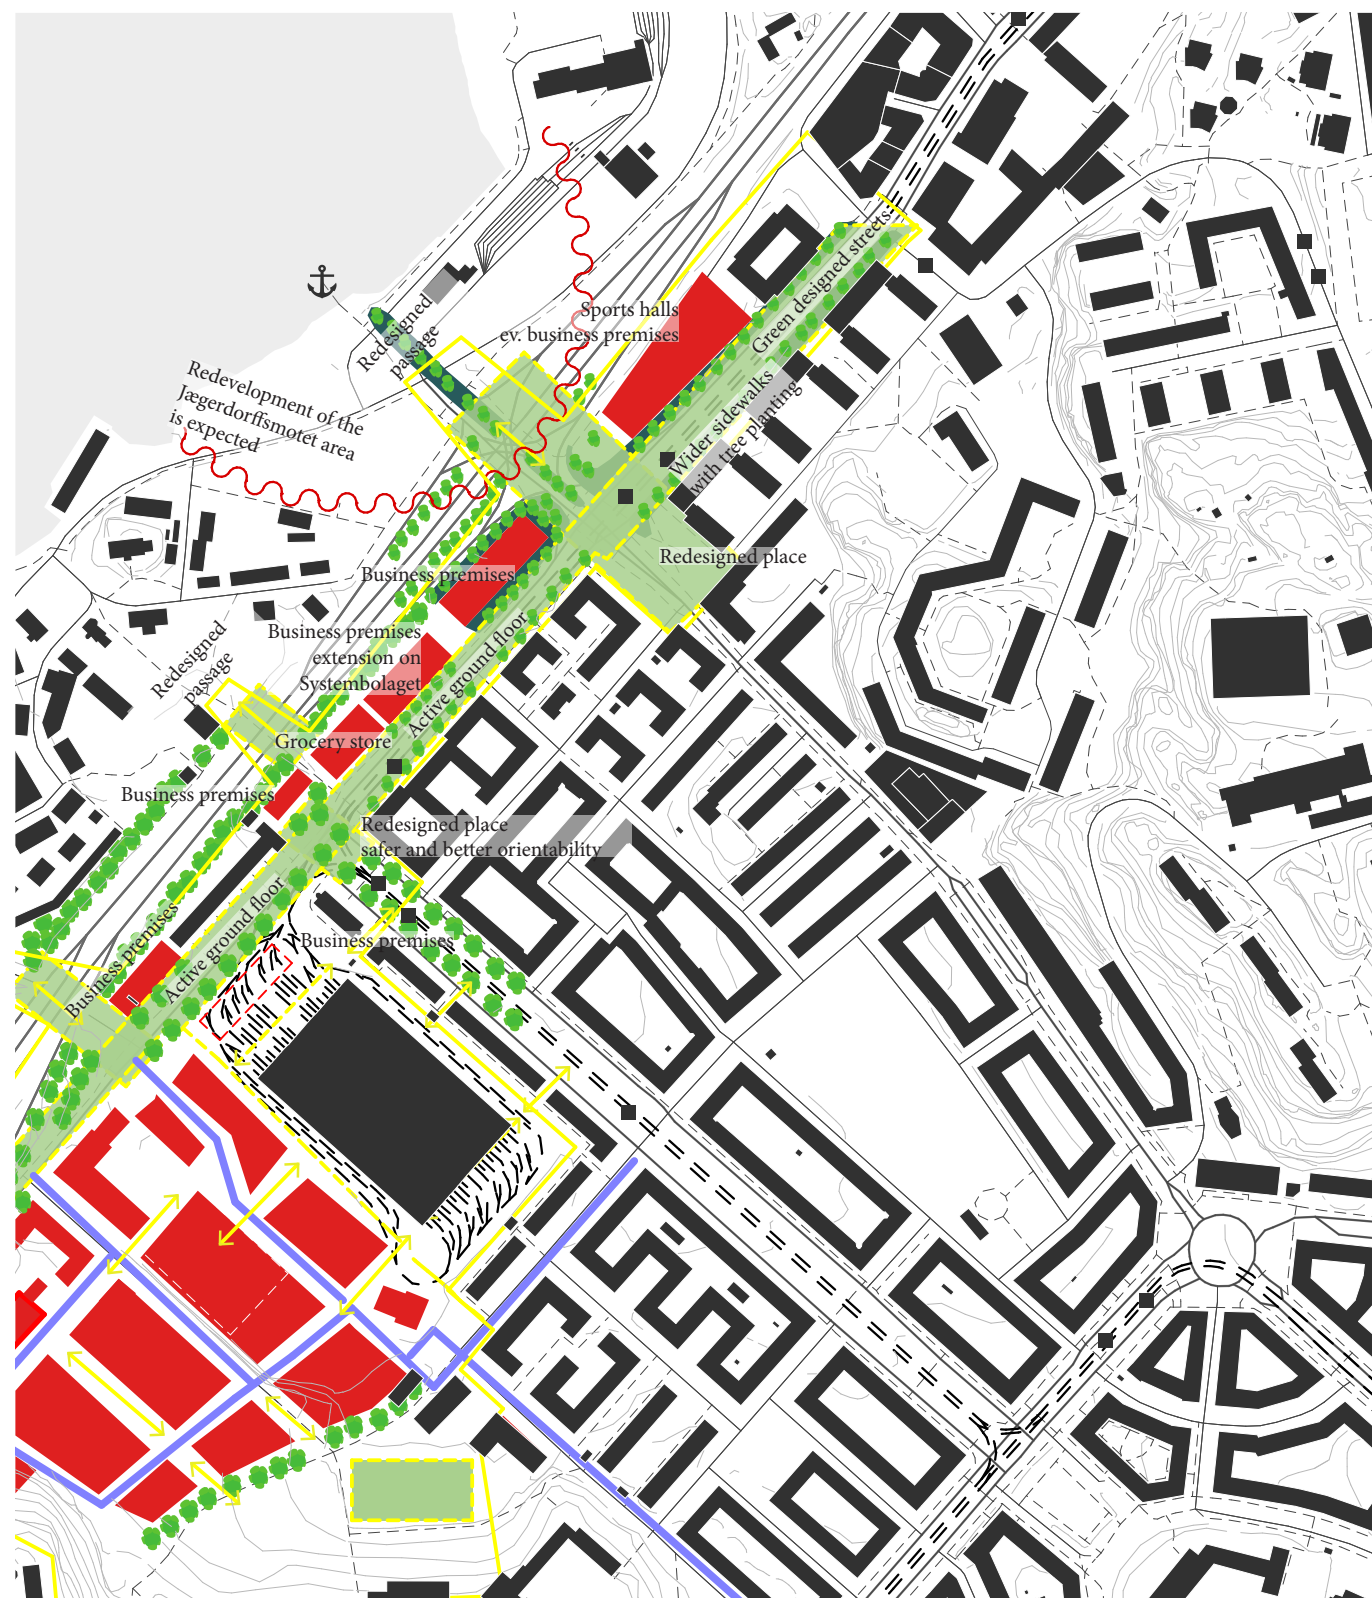 Green designed streets
Sports halls
ev. business premises
Redesigned
passage
Redevelopment of the
Jægerdorffsmotet area
is expected
Wider sidewalks
with tree planting
Redesigned place
Business premises
Business premises
extension on
Systembolaget
Active ground floor
Redesigned
passage
Grocery store
Business premises
Redesigned place
safer and better orientability
Business premises
Active ground floor
Business premises